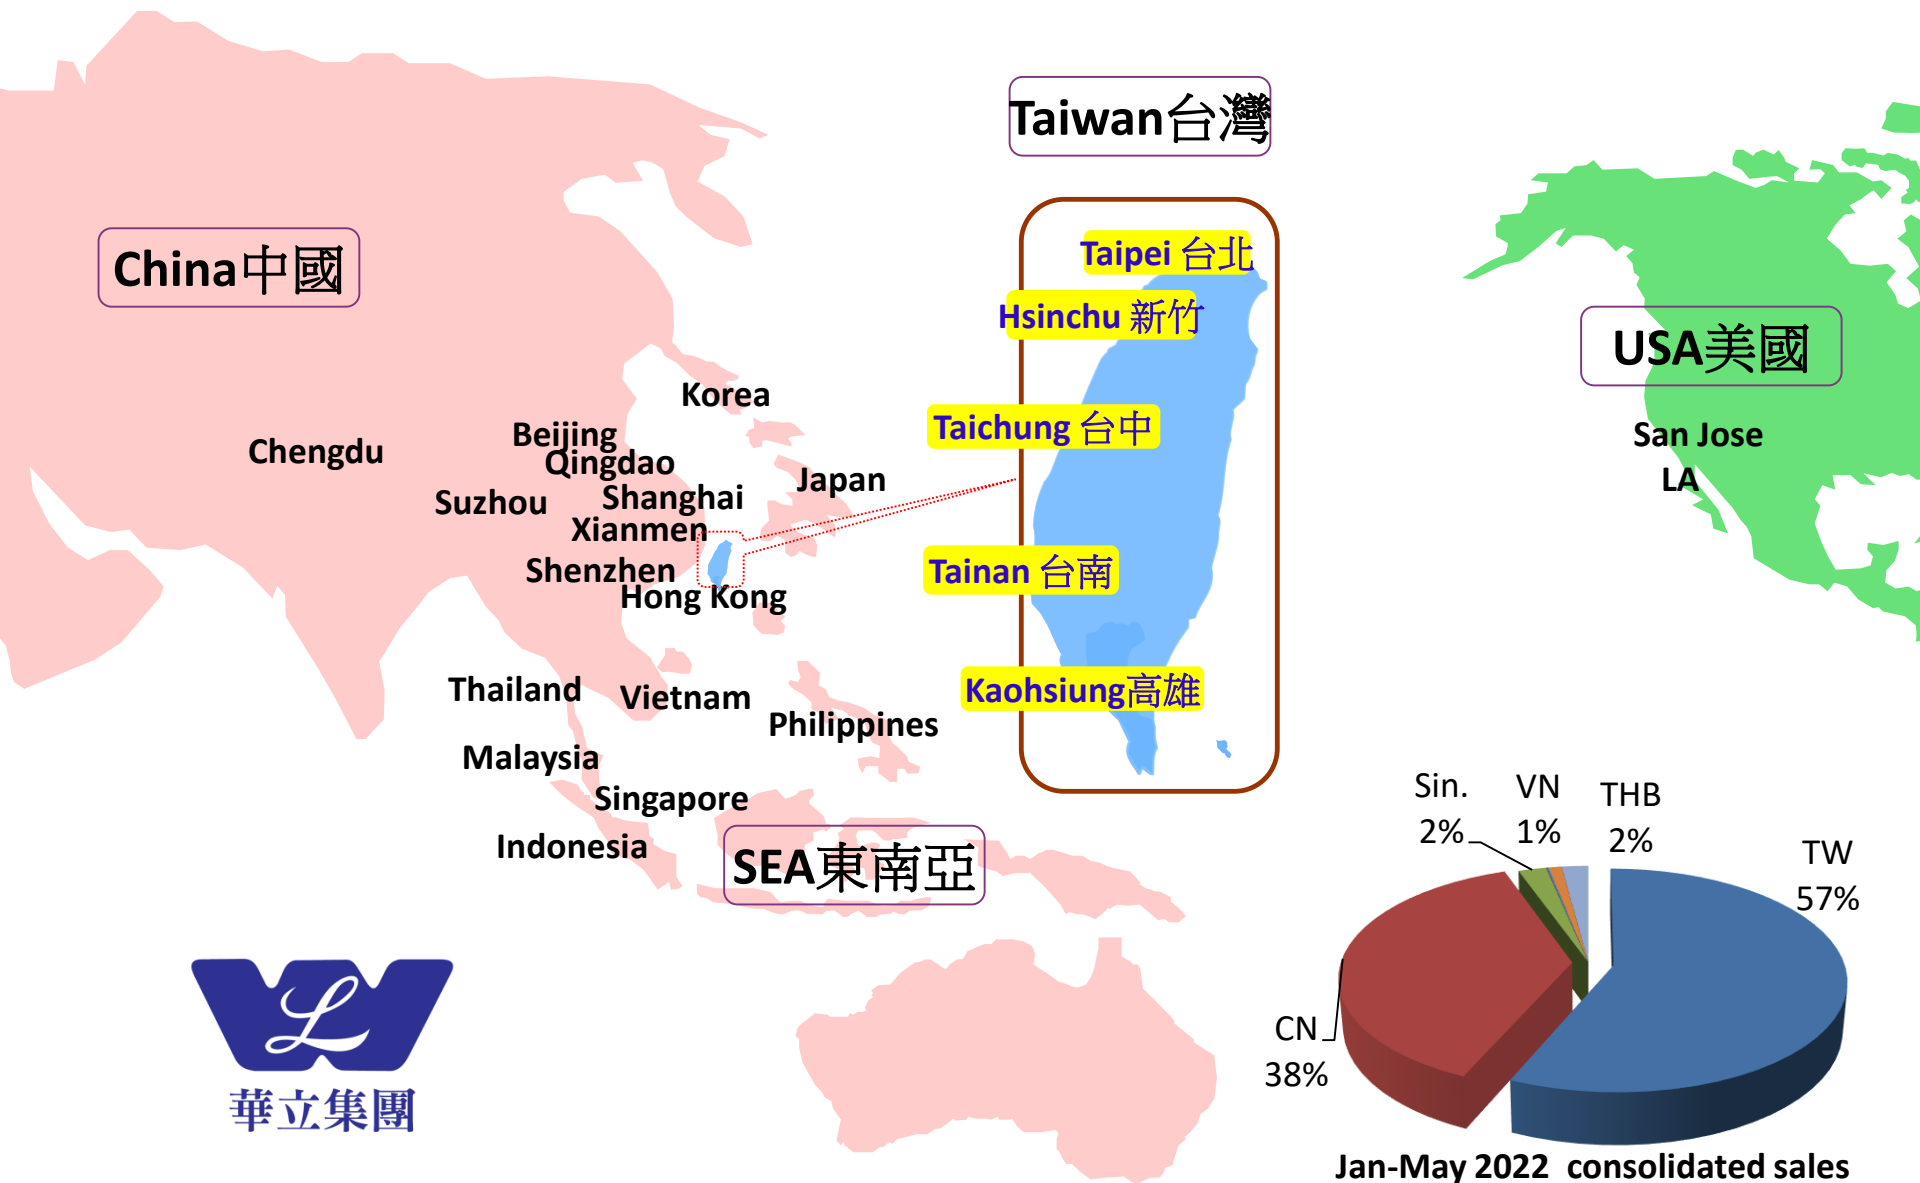 Taiwan台灣
China中國
Taipei 台北
Hsinchu 新竹
USA美國
Korea
Taichung 台中
Beijing
San Jose
Chengdu
Qingdao
Japan
LA
Suzhou
Shanghai
Xianmen
Shenzhen
Tainan 台南
Hong Kong
Thailand
Vietnam
Kaohsiung高雄
Philippines
Malaysia
Singapore
Indonesia
SEA東南亞
Sin.
2%
VN
1%
THB
2%
TW
57%
CN
38%
華立集團
Jan-May 2022 consolidated sales